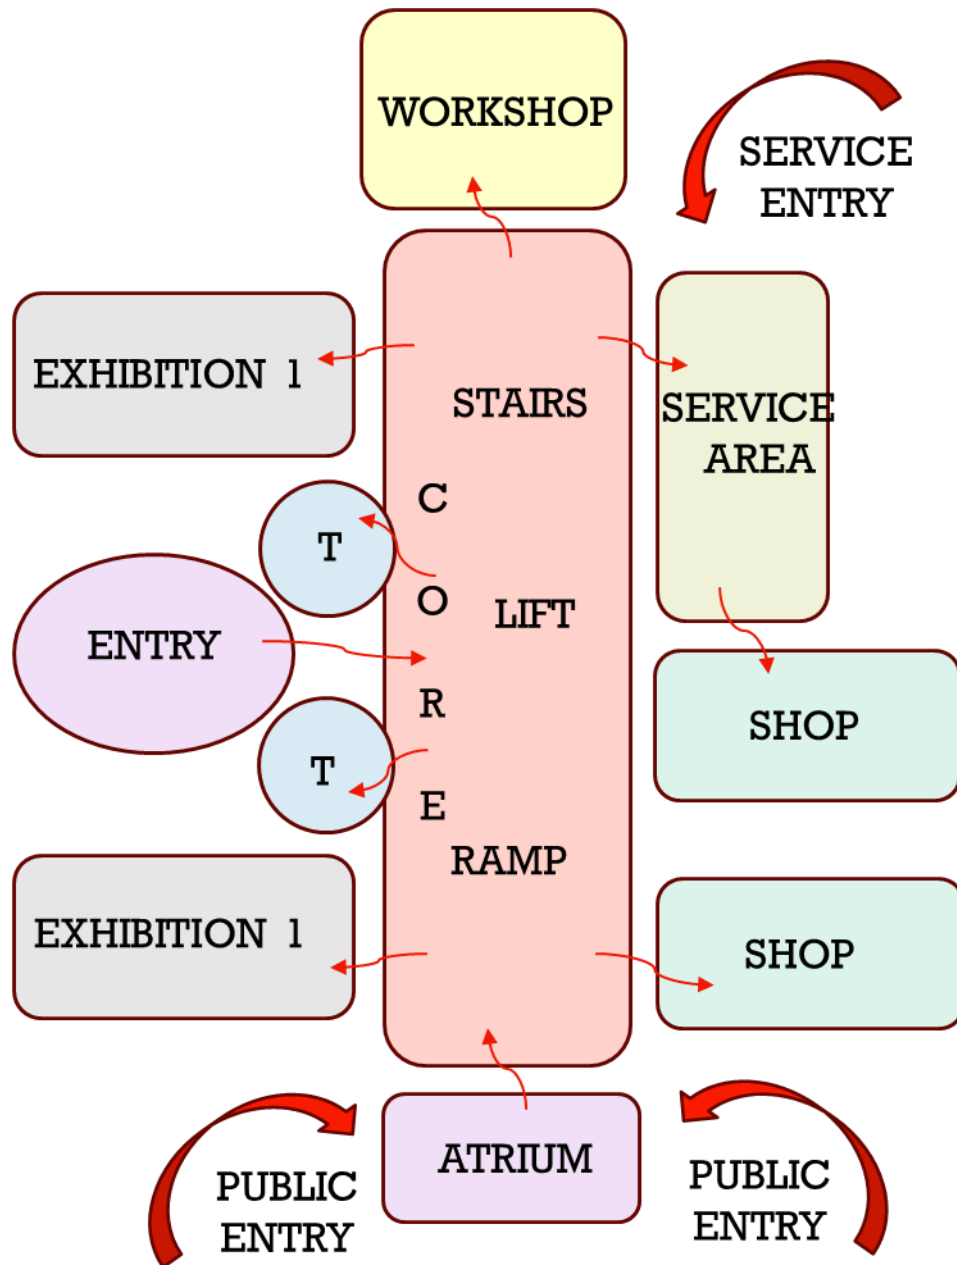 WORKSHOP
SERVICE
ENTRY
EXHIBITION 1
STAIRS
SERVICE
AREA
C
O
R
E
T
LIFT
ENTRY
SHOP
T
RAMP
EXHIBITION 1
SHOP
ATRIUM
PUBLIC
ENTRY
PUBLIC
ENTRY